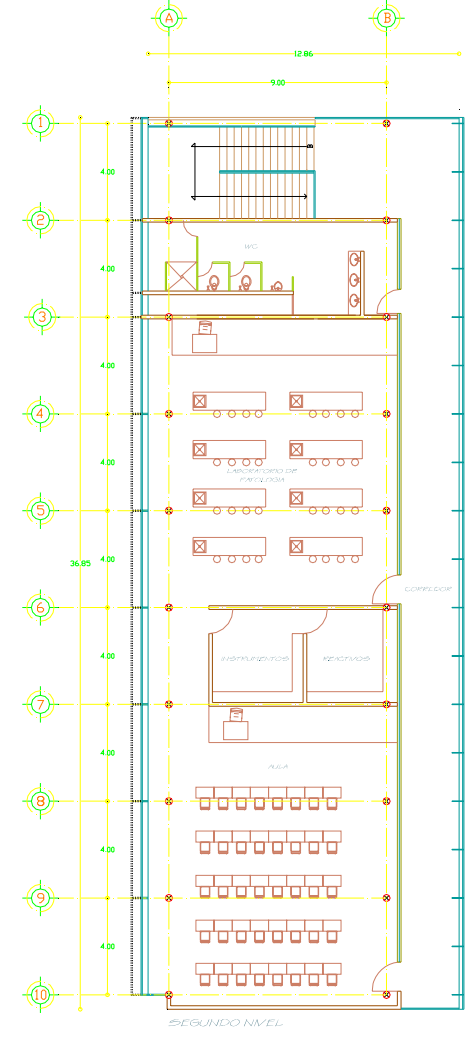 A B
12.86
9.00
1
4.00
2
WC
4.00
3
4.00
4
4.00
LABORATORIO DE
PATOLOGIA
5
36.85
4.00
CORREDOR
6
4.00
INSTRUMENTOS REACTIVOS
7
4.00
AULA
8
4.00
9
4.00
10
SEGUNDO NIVEL